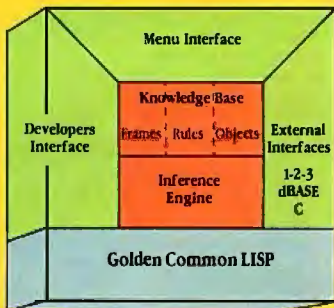 Menu Interface
Knowledge Base
Frames Rules Objects
Developers
Interface
External
Interfaces
1-2-3
dBASE
C
Inference
Engine
Golden Common LISP